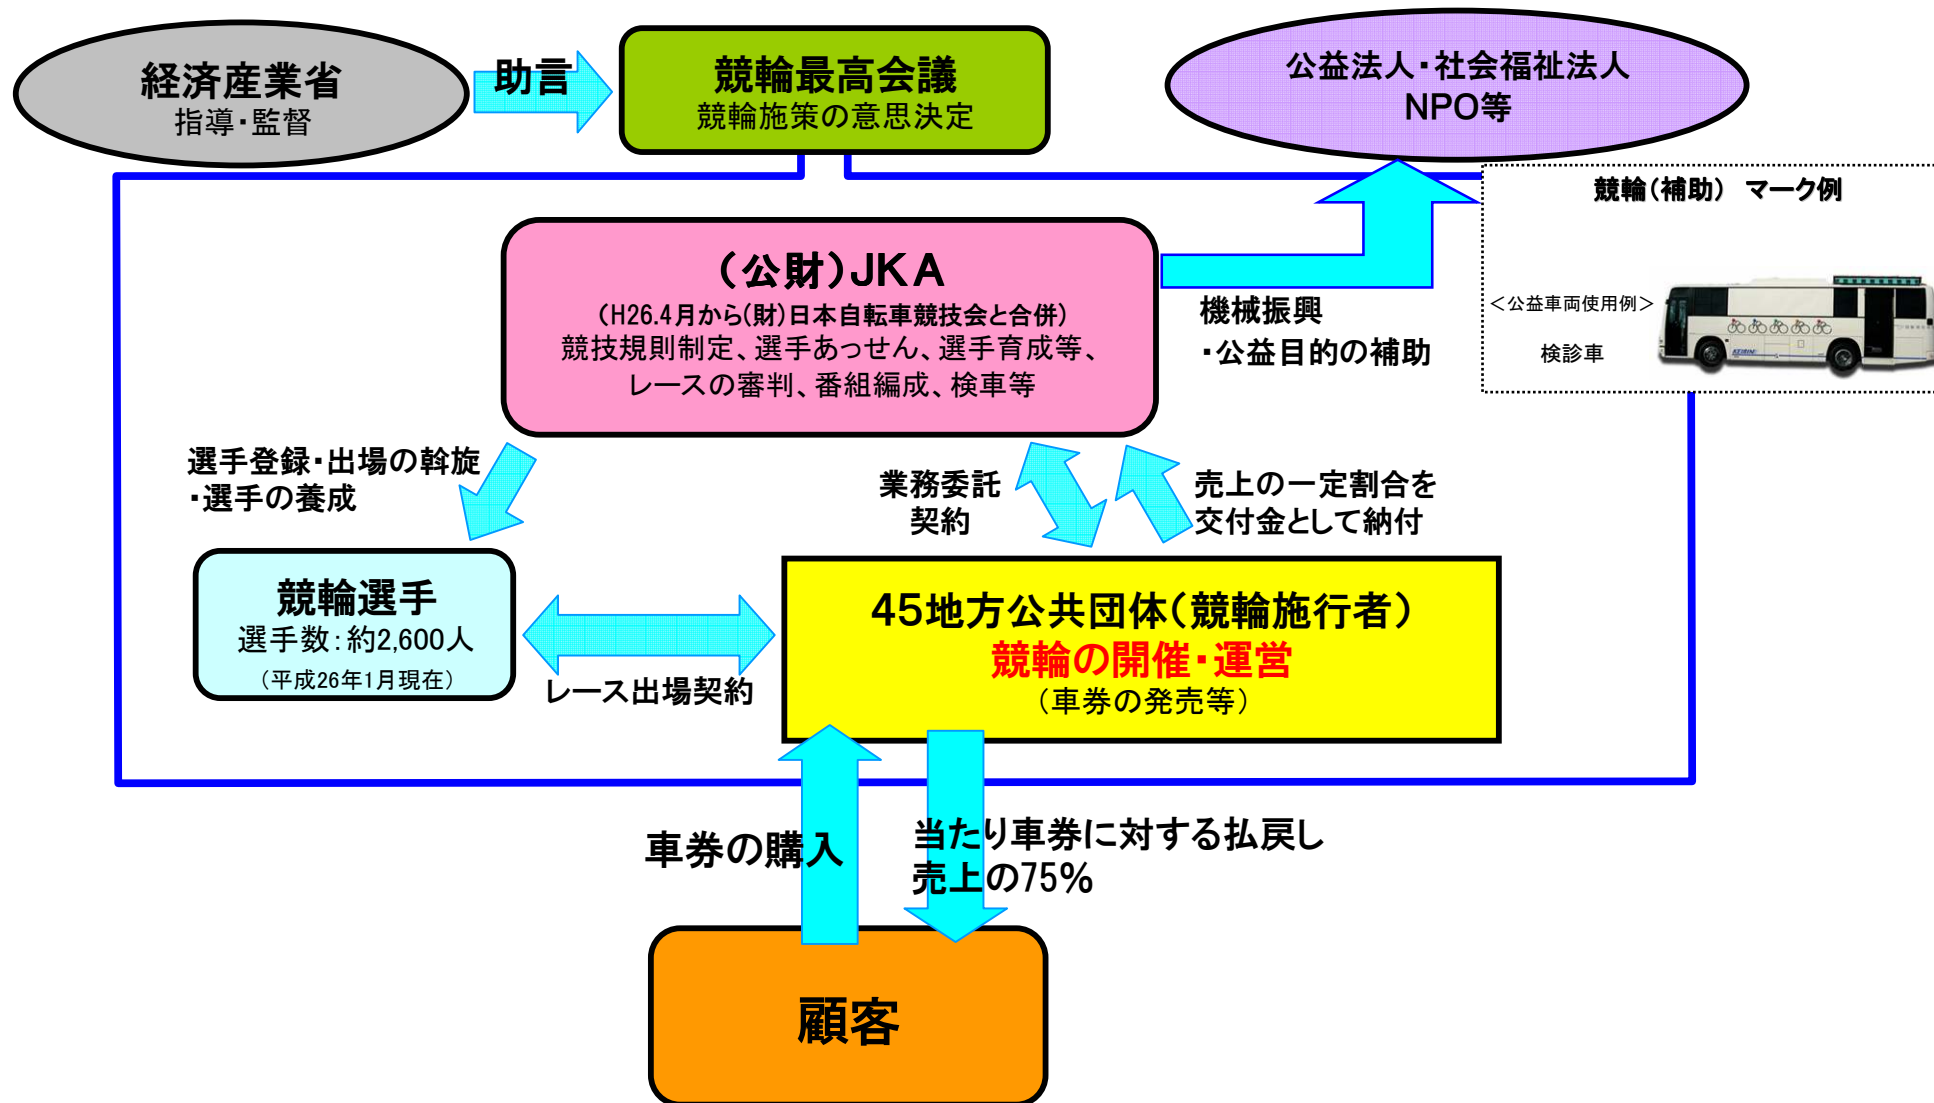 経済産業省
指導・監督
助言
競輪最高会議
競輪施策の意思決定
公益法人・社会福祉法人
NPO等
競輪（補助） マーク例
＜公益車両使用例＞
検診車
KEIRIN
（公財）JKA
（H26.4月から(財)日本自転車競技会と合併）
競技規則制定、選手あっせん、選手育成等、
レースの審判、番組編成、検車等
機械振興
・公益目的の補助
選手登録・出場の斡旋
・選手の養成
業務委託
契約
売上の一定割合を
交付金として納付
競輪選手
選手数：約2,600人
（平成26年1月現在）
レース出場契約
45地方公共団体（競輪施行者）
競輪の開催・運営
（車券の発売等）
車券の購入
当たり車券に対する払戻し
売上の75%
顧客